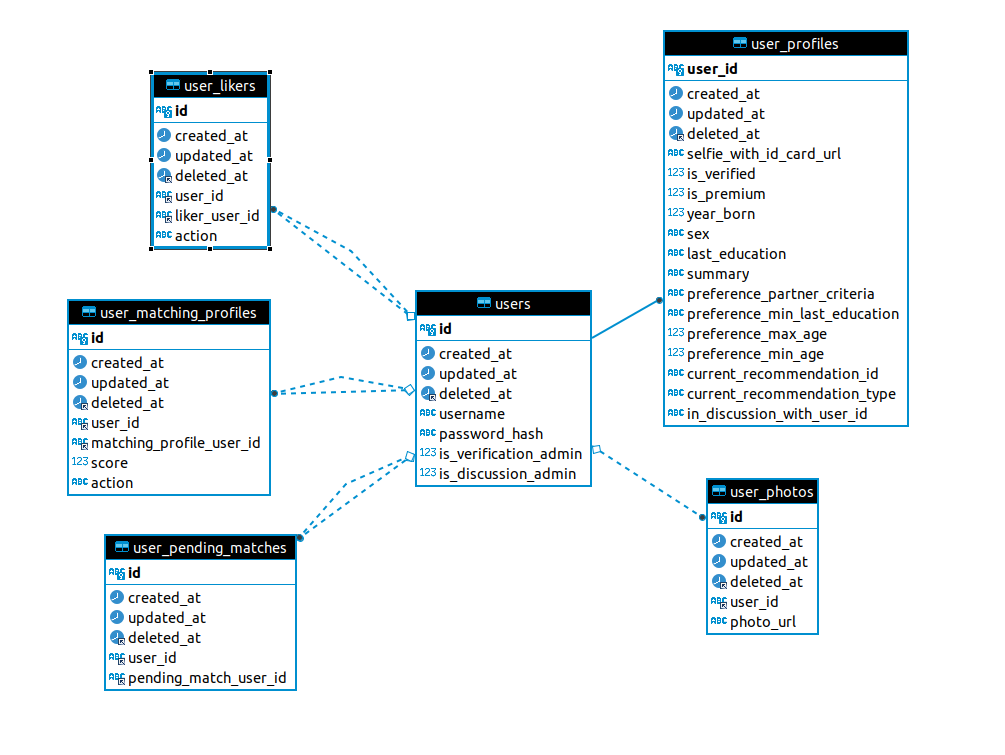 user_likers
id
created_at
updated_at
deleted_at
user_id
liker_user_id
action
user_matching_profiles
id
created_at
updated_at
deleted_at
user_id
matching_profile_user_id
score
action
user_pending_matches
id
created_at
updated_at
deleted_at
user_id
pending_match_user_id
users
id
created_at
updated_at
deleted_at
username
password_hash
is_verification_admin
is_discussion_admin
user_profiles
user_id
created_at
updated_at
deleted_at
selfie_with_id_card_url
is_verified
is_premium
year_born
sex
last_education
summary
preference_partner_criteria
preference_min_last_education
preference_max_age
preference_min_age
current_recommendation_id
current_recommendation_type
in_discussion_with_user_id
user_photos
id
created_at
updated_at
deleted_at
user_id
photo_url